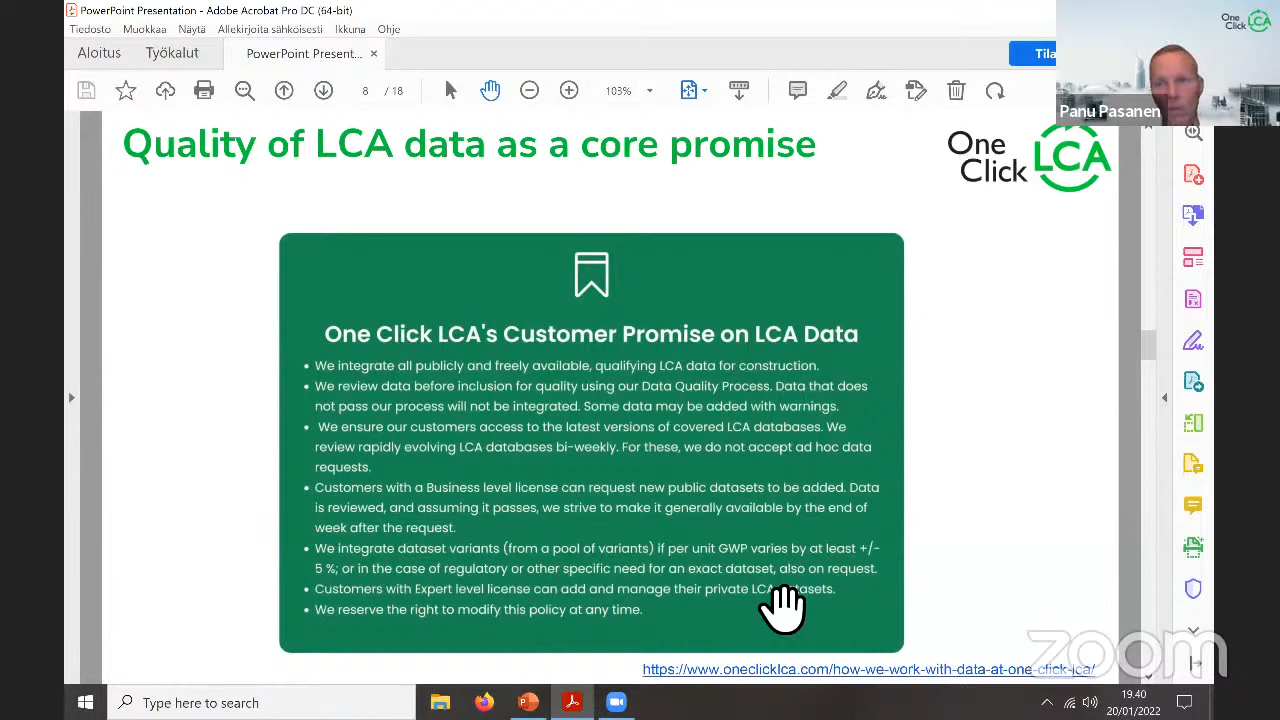 PowerPoint Presentation - Adobe Acrobat Pro DC (64-bit)
Tiedosto Muokkaa Näytä Allekirjoita sähköisesti Ikkuna Ohje
Aloitus Työkalut PowerPoint Present... ×
Tila
One Click LCA
8 / 18 103%
Panu Pasanen
Quality of LCA data as a core promise
One
Click LCA
One Click LCA's Customer Promise on LCA Data
• We integrate all publicly and freely available, qualifying LCA data for construction.
• We review data before inclusion for quality using our Data Quality Process. Data that does
not pass our process will not be integrated. Some data may be added with warnings.
• We ensure our customers access to the latest versions of covered LCA databases. We
review rapidly evolving LCA databases bi-weekly. For these, we do not accept ad hoc data
requests.
• Customers with a Business level license can request new public datasets to be added. Data
is reviewed, and assuming it passes, we strive to make it generally available by the end of
week after the request.
• We integrate dataset variants (from a pool of variants) if per unit GWP varies by at least +/-
5 %; or in the case of regulatory or other specific need for an exact dataset, also on request.
• Customers with Expert level license can add and manage their private LCA
• We reserve the right to modify this policy at any time.
https://www.oneclicklca.com/how-we-work-with-data-at-one-click-lca/
zoom
Type here to search
19.40
20/01/2022